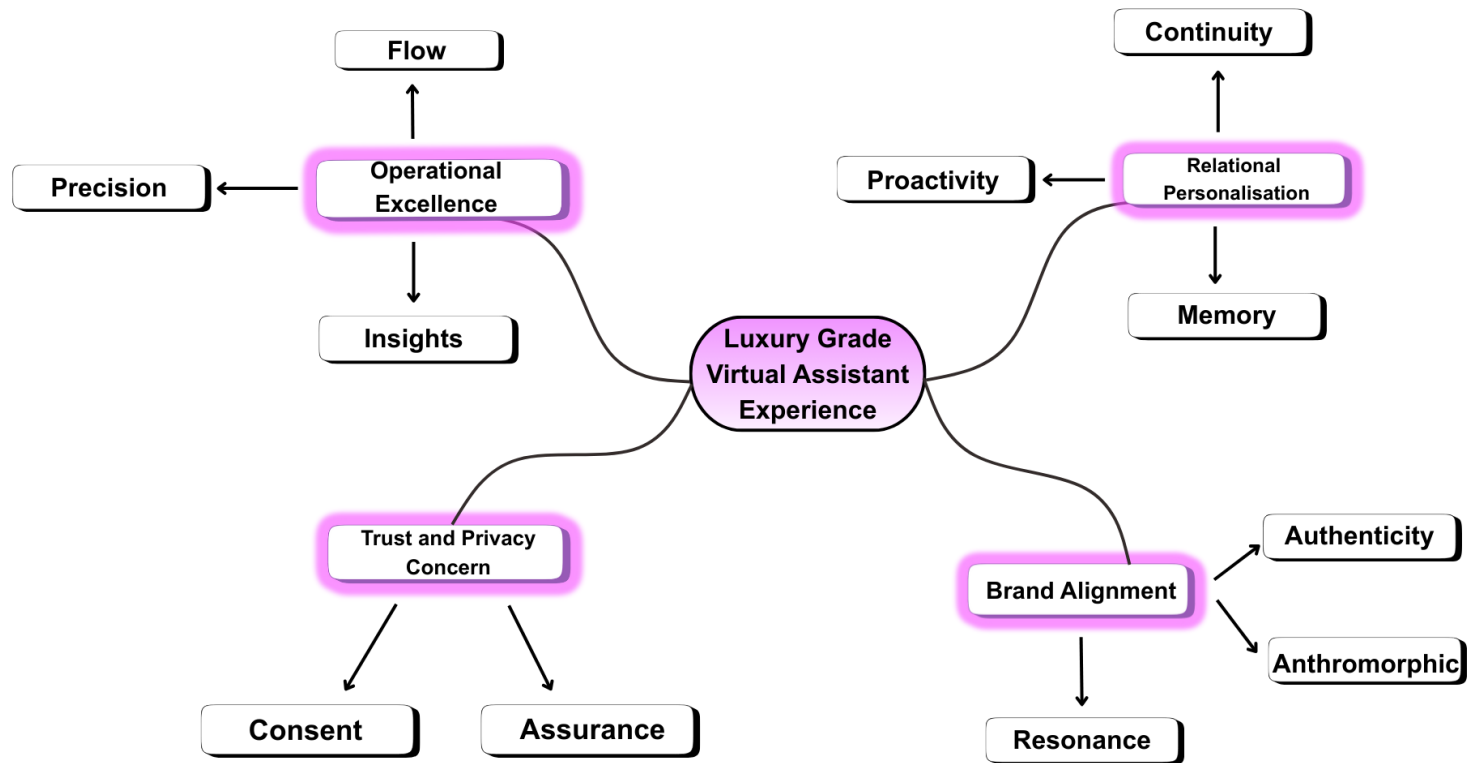 Flow
Precision
Operational
Excellence
Insights
Continuity
Proactivity
Relational
Personalisation
Memory
Luxury Grade
Virtual Assistant
Experience
Trust and Privacy
Concern
Consent
Assurance
Brand Alignment
Authenticity
Anthromorphic
Resonance